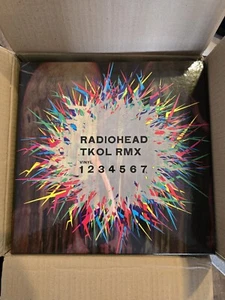 RADIOHEAD
TKOL RMX
VINYL
1 2 3 4 5 6 7